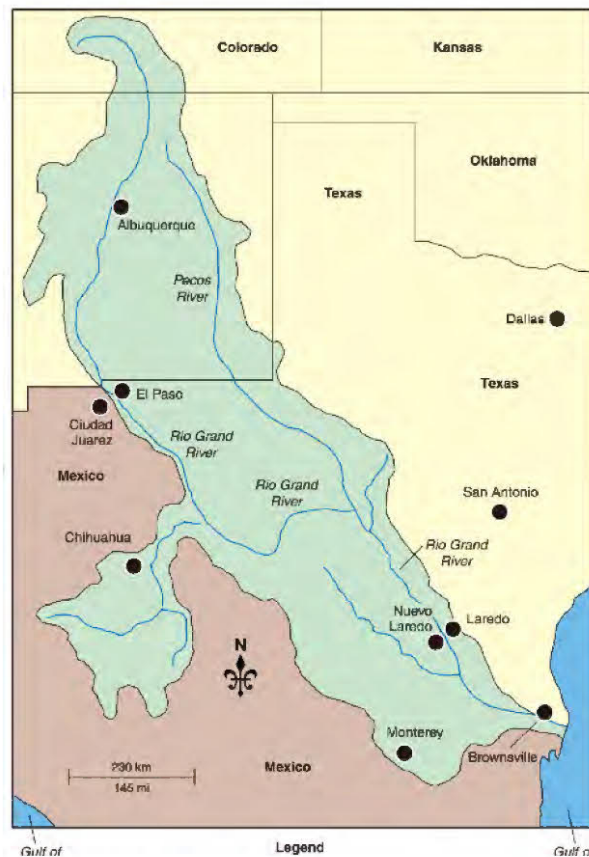 Colorado
Kansas
Oklahoma
Texas
Albuquerque
Pecos
River
Dallas
Texas
El Paso
Ciudad
Juarez
Rio Grand
River
Mexico
Rio Grand
River
San Antonio
Chihuahua
Rio Grand
River
Nuevo
Laredo
Laredo
N
Monterey
Brownsville
230 km
145 mi
Mexico
Gulf of
Legend
Gulf of